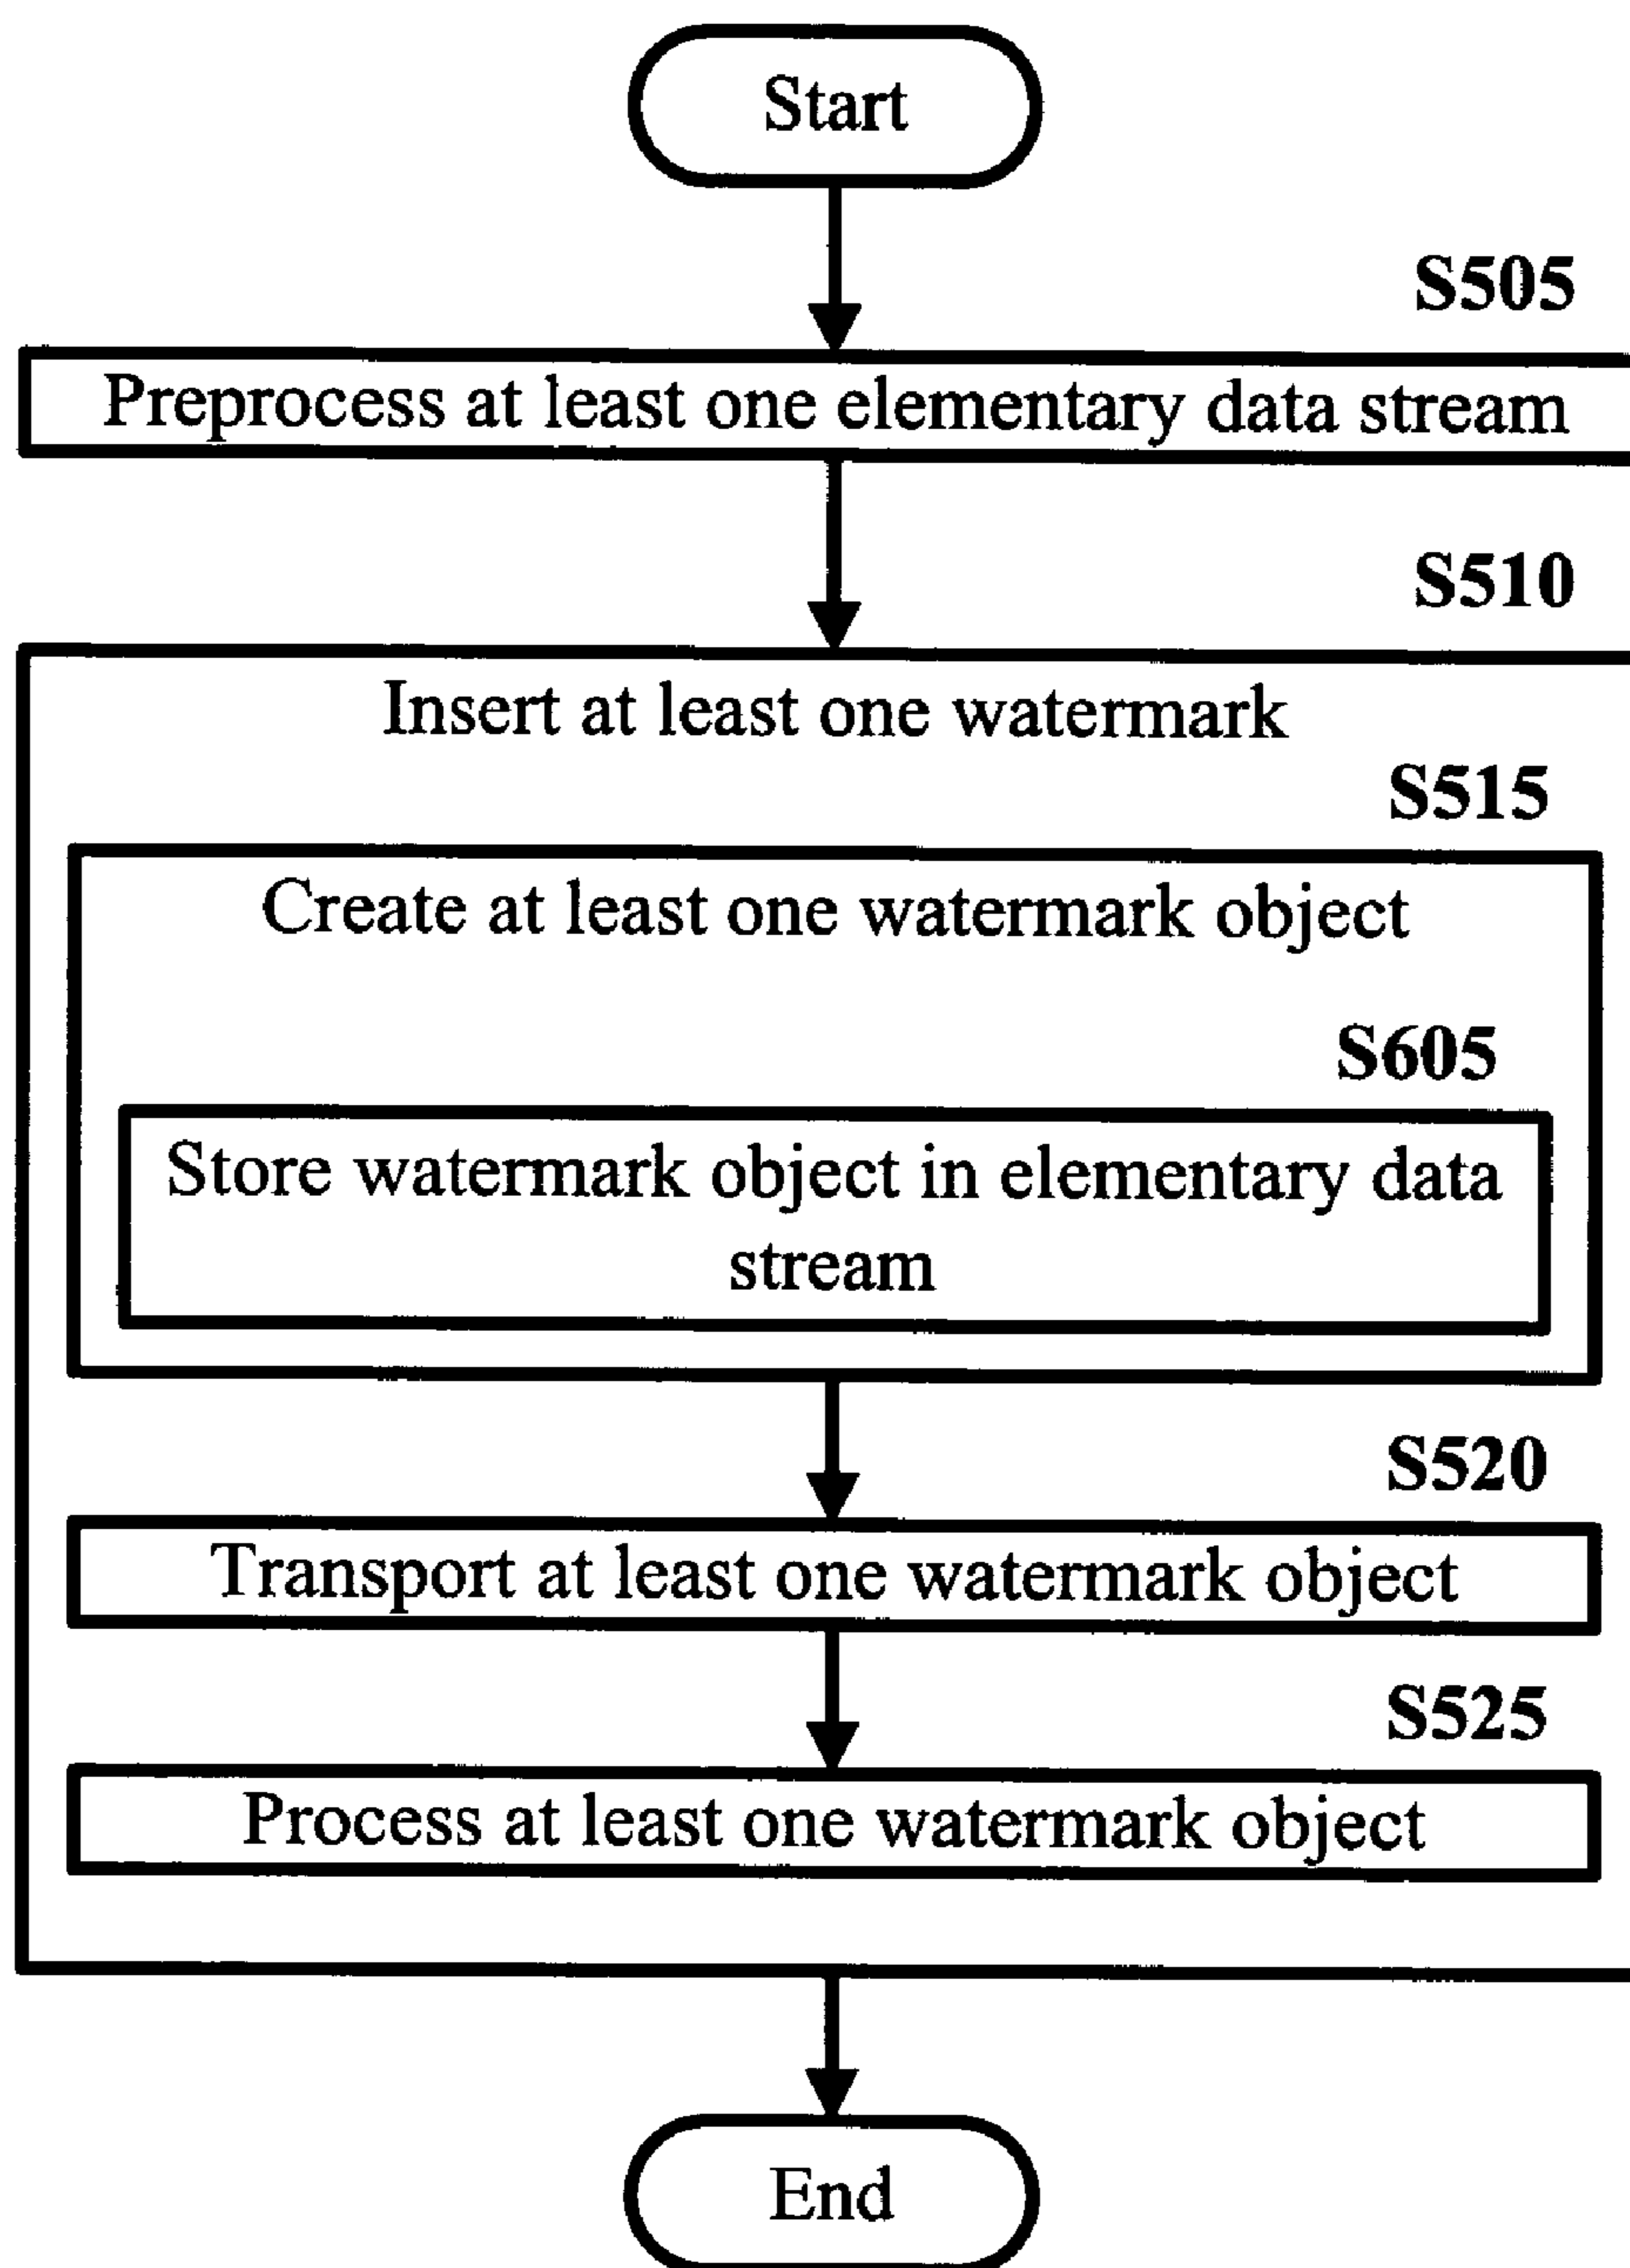 Start
S505
Preprocess at least one elementary data stream
S510
Insert at least one watermark
S515
Create at least one watermark object
S605
Store watermark object in elementary data
stream
S520
Transport at least one watermark object
S525
Process at least one watermark object
End